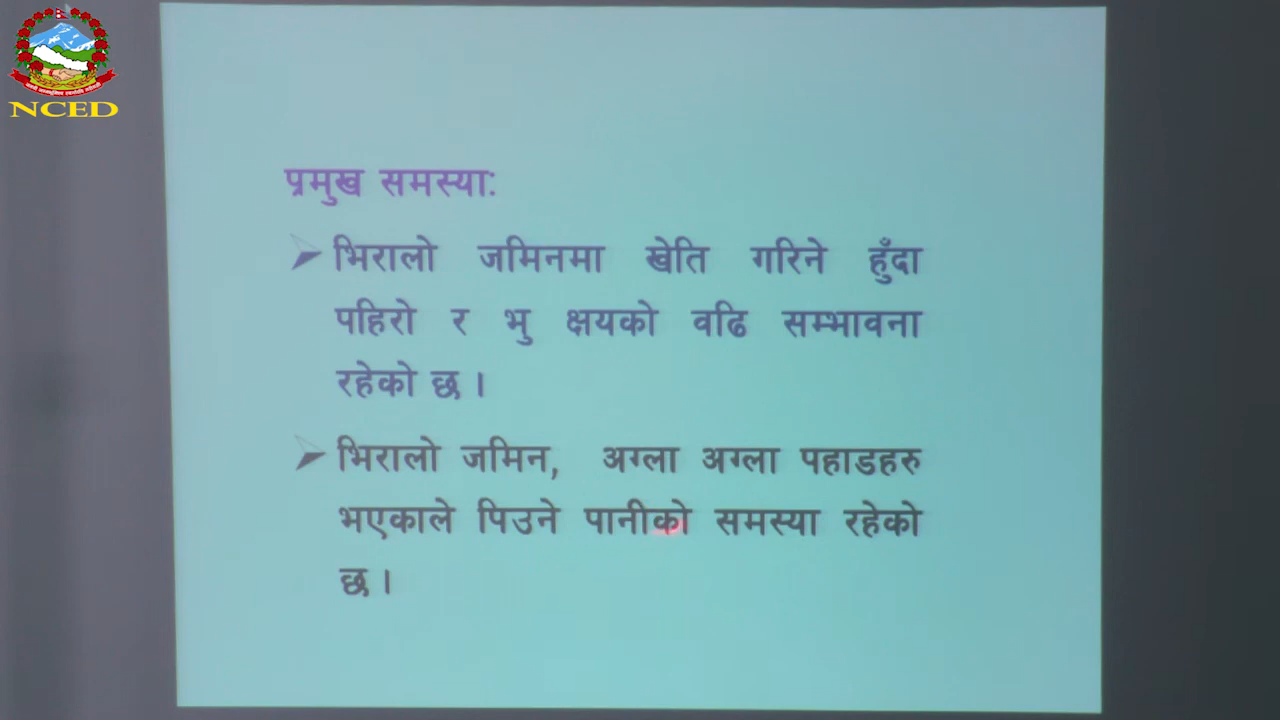 NCED
प्रमुख समस्या:
भिरालो जमिनमा खेति गरिने हुँदा
पहिरो र भु क्षयको वढि सम्भावना
रहेको छ ।
भिरालो जमिन, अग्ला अग्ला पहाडहरु
भएकाले पिउने पानीको समस्या रहेको
छ ।